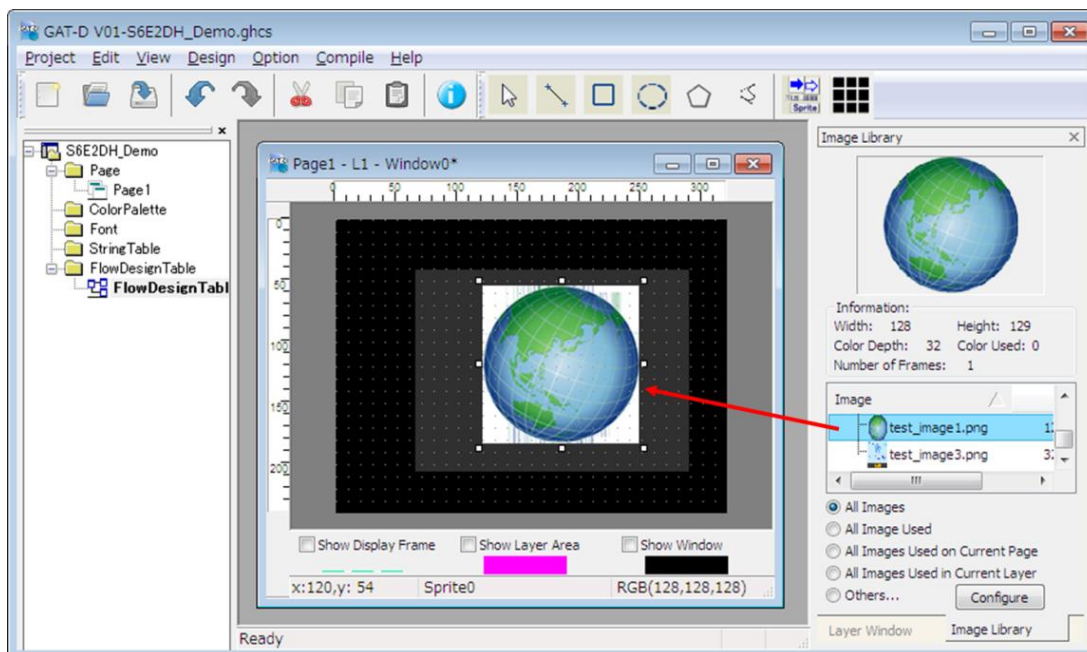 GAT-D V01-S6E2DH_Demo.ghcs
Project Edit View Design Option Compile Help
Sprite
S6E2DH_Demo
Page
Page1
ColorPalette
Font
StringTable
FlowDesignTable
FlowDesignTabl
Page1 - L1 - Window0*
0 50 100 150 200 250 300
0
50
100
150
200
Show Display Frame Show Layer Area Show Window
x:120,y: 54 Sprite0 RGB(128,128,128)
Ready
Image Library
Information:
Width: 128 Height: 129
Color Depth: 32 Color Used: 0
Number of Frames: 1
Image
test_image1.png 12
test_image3.png 32
All Images
All Image Used
All Images Used on Current Page
All Images Used in Current Layer
Others... Configure
Layer Window Image Library